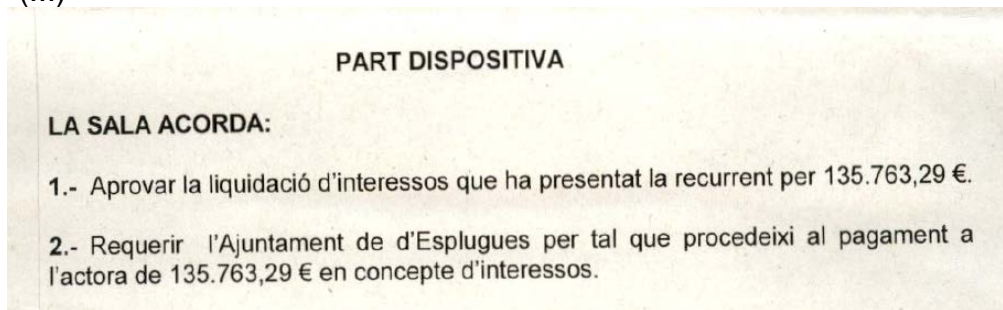 PART DISPOSITIVA
LA SALA ACORDA:
1.- Aprovar la liquidació d'interessos que ha presentat la recurrent per 135.763,29 €.
2.- Requerir l'Ajuntament de d'Esplugues per tal que procedeixi al pagament a
l'actora de 135.763,29 € en concepte d'interessos.